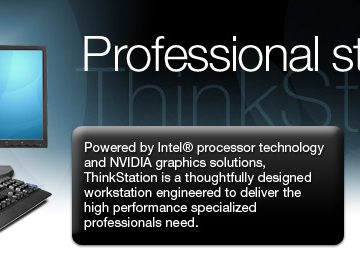 Professional st
ThinkSta
Powered by Intel® processor technology
and NVIDIA graphics solutions,
ThinkStation is a thoughtfully designed
workstation engineered to deliver the
high performance specialized
professionals need.